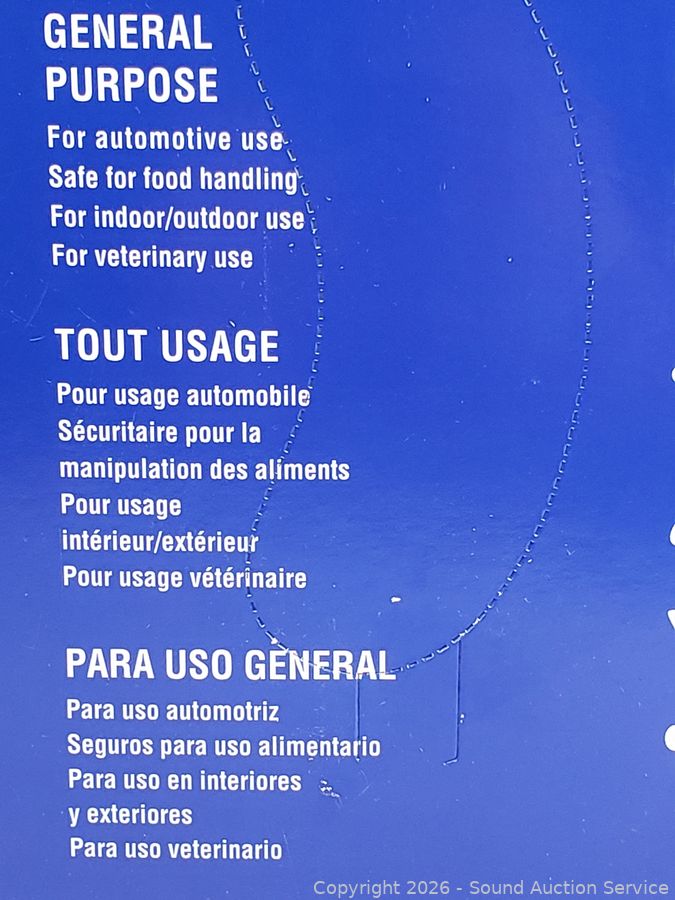 GENERAL
PURPOSE
For automotive use
Safe for food handling
For indoor/outdoor use
For veterinary use
TOUT USAGE
Pour usage automobile
Sécuritaire pour la
manipulation des aliments
Pour usage
intérieur/extérieur
Pour usage vétérinaire
PARA USO GENERAL
Para uso automotriz
Seguros para uso alimentario
Para uso en interiores
y exteriores
Para uso veterinario
Copyright 2026 - Sound Auction Service